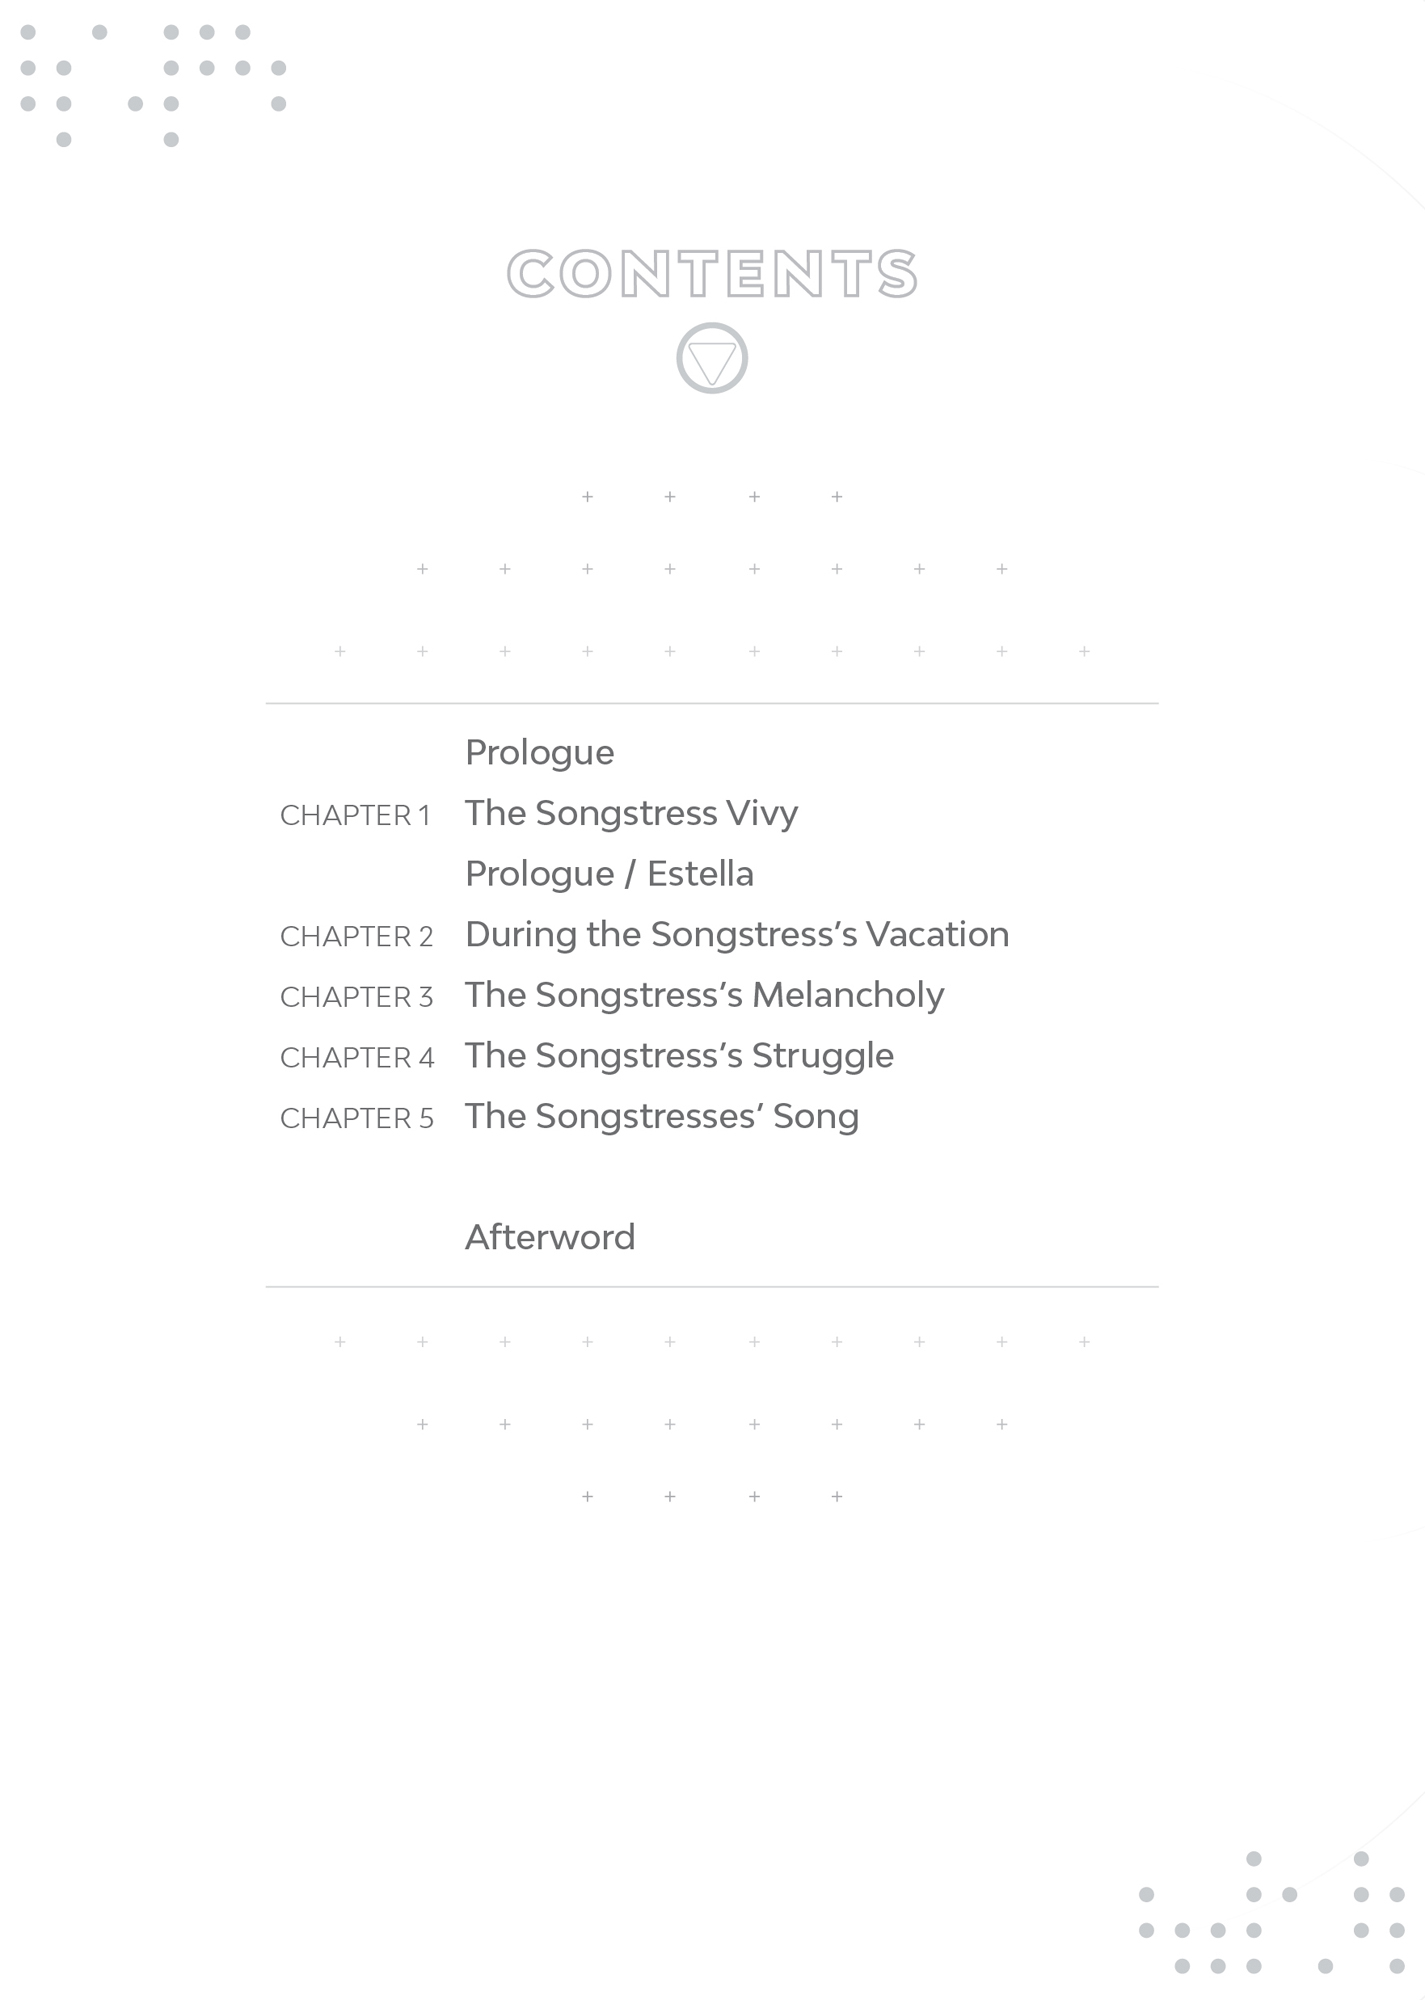 CONTENTS
Prologue
CHAPTER 1 The Songstress Vivy
Prologue / Estella
CHAPTER 2 During the Songstress’s Vacation
CHAPTER 3 The Songstress’s Melancholy
CHAPTER 4 The Songstress’s Struggle
CHAPTER 5 The Songstresses’ Song
Afterword